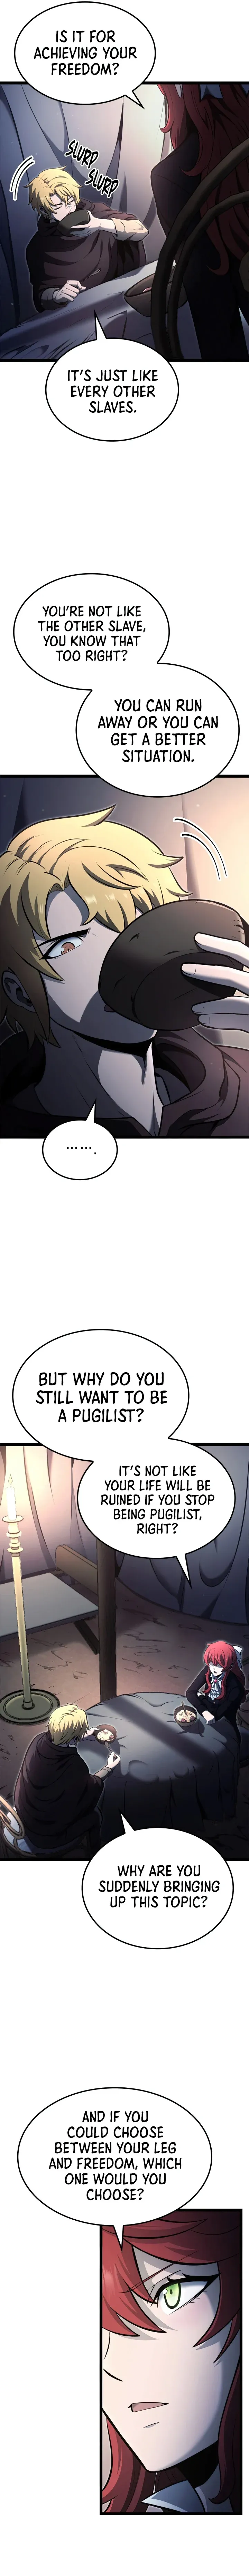 IS IT FOR
ACHIEVING YOUR
FREEDOM?
SLURP
SLURP
IT'S JUST LIKE
EVERY OTHER
SLAVES.
YOU'RE NOT LIKE
THE OTHER SLAVE,
YOU KNOW THAT
TOO RIGHT?
YOU CAN RUN
AWAY OR YOU CAN
GET A BETTER
SITUATION.
.......
BUT WHY DO YOU
STILL WANT TO BE
A PUGILIST?
IT'S NOT LIKE
YOUR LIFE WILL BE
RUINED IF YOU STOP
BEING PUGILIST,
RIGHT?
WHY ARE YOU
SUDDENLY BRINGING
UP THIS TOPIC?
AND IF YOU
COULD CHOOSE
BETWEEN YOUR LEG
AND FREEDOM, WHICH
ONE WOULD YOU
CHOOSE?